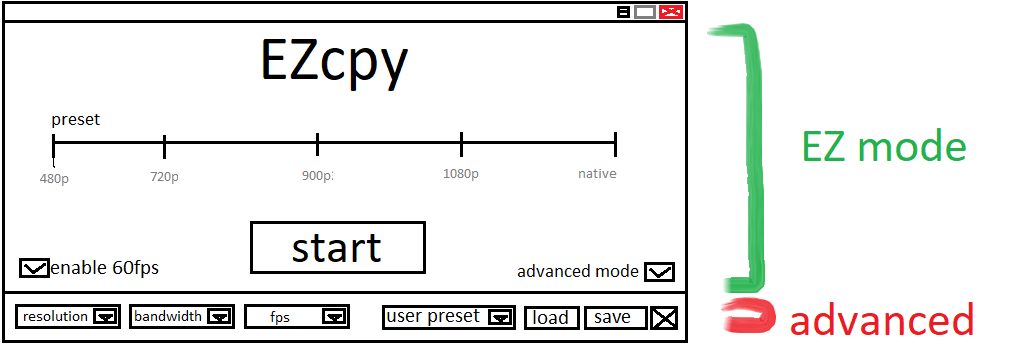 EZcpy
preset
480p 720p 900p: 1080p native
EZ mode
start
enable 60fps
advanced mode
resolution bandwidth fps user preset load save
advanced